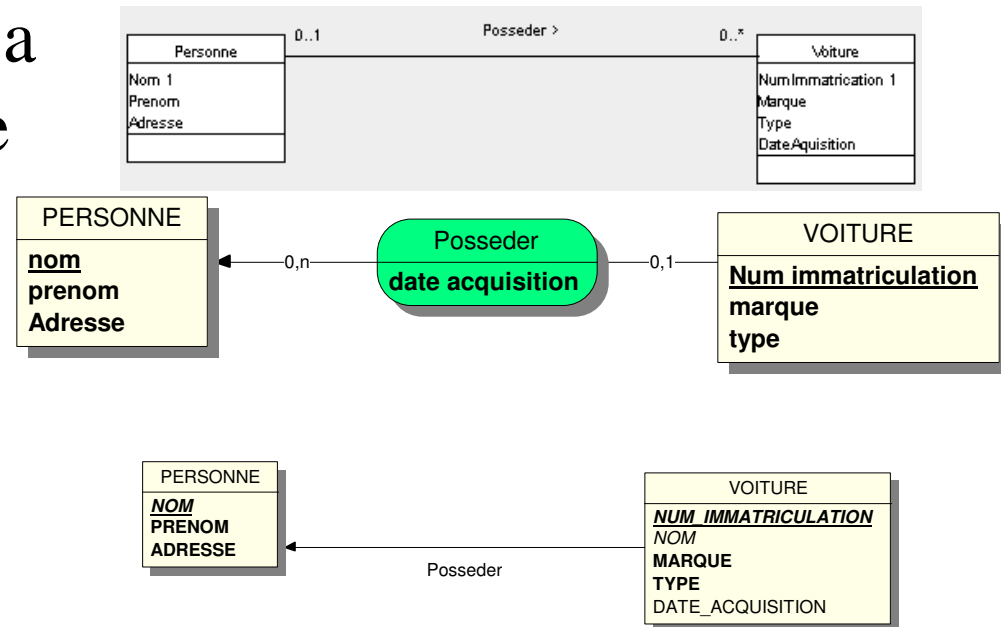 a
e
0..1 Posseder > 0..*
Personne
Nom 1
Prenom
Adresse
Voiture
NumImmatrication 1
Marque
Type
DateAquisition
PERSONNE
nom
prenom
Adresse
0,n
Posseder
date acquisition
0,1
VOITURE
Num immatriculation
marque
type
PERSONNE
NOM
PRENOM
ADRESSE
Posseder
VOITURE
NUM_IMMATRICULATION
NOM
MARQUE
TYPE
DATE_ACQUISITION